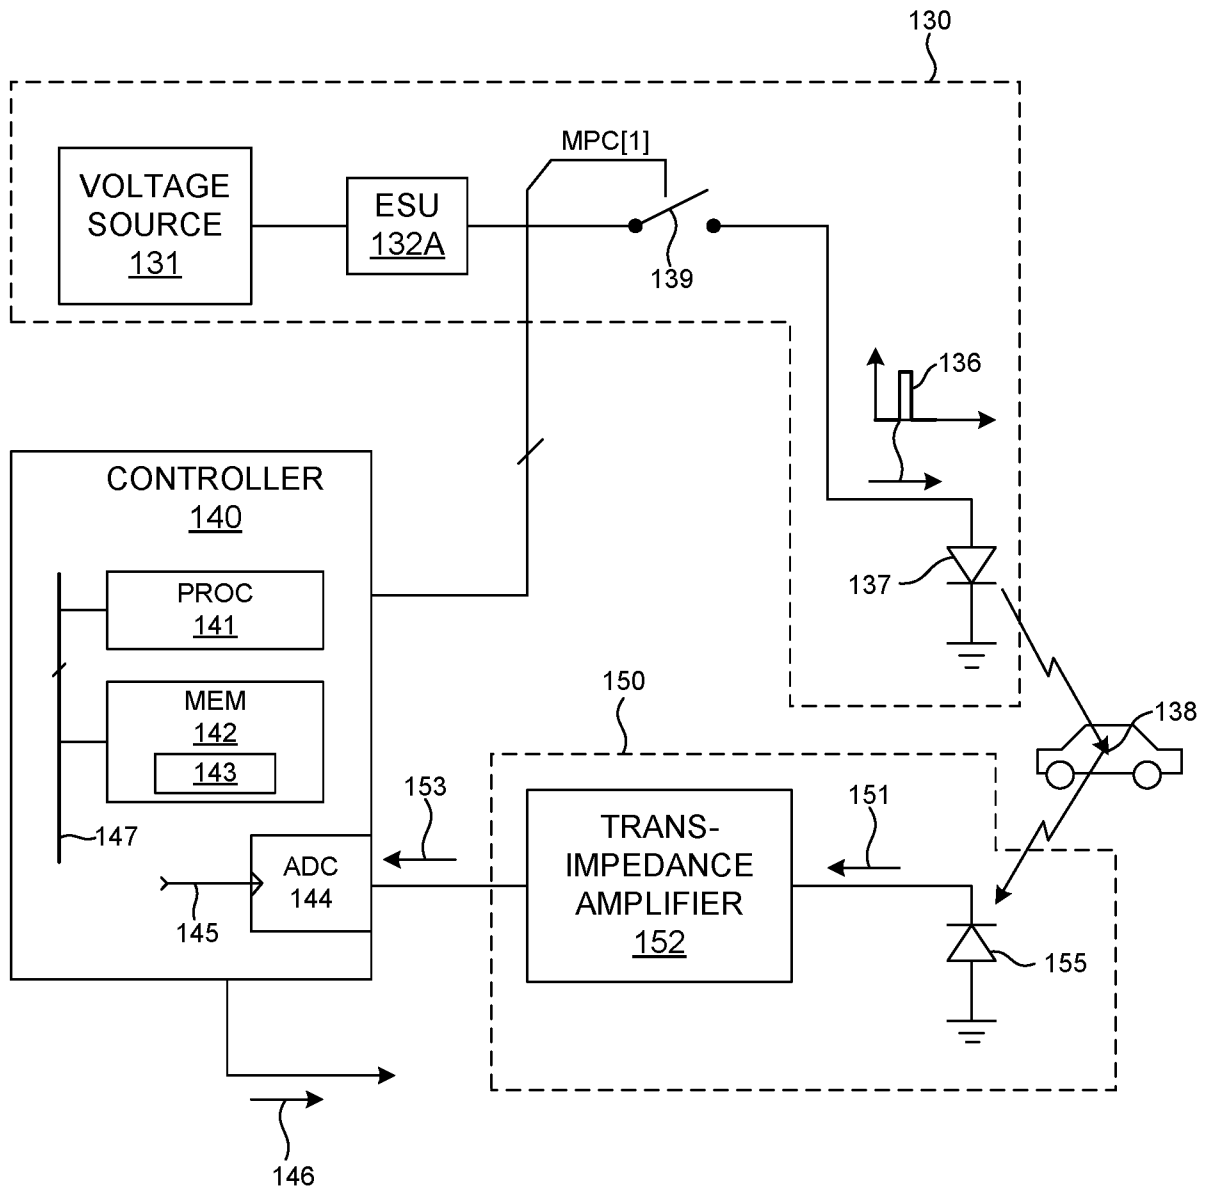 130
MPC[1]
VOLTAGE
SOURCE
131
ESU
132A
139
136
CONTROLLER
140
137
PROC
141
150
MEM
142
143
138
153
151
147
TRANS-
IMPEDANCE
AMPLIFIER
152
ADC
144
145
155
146